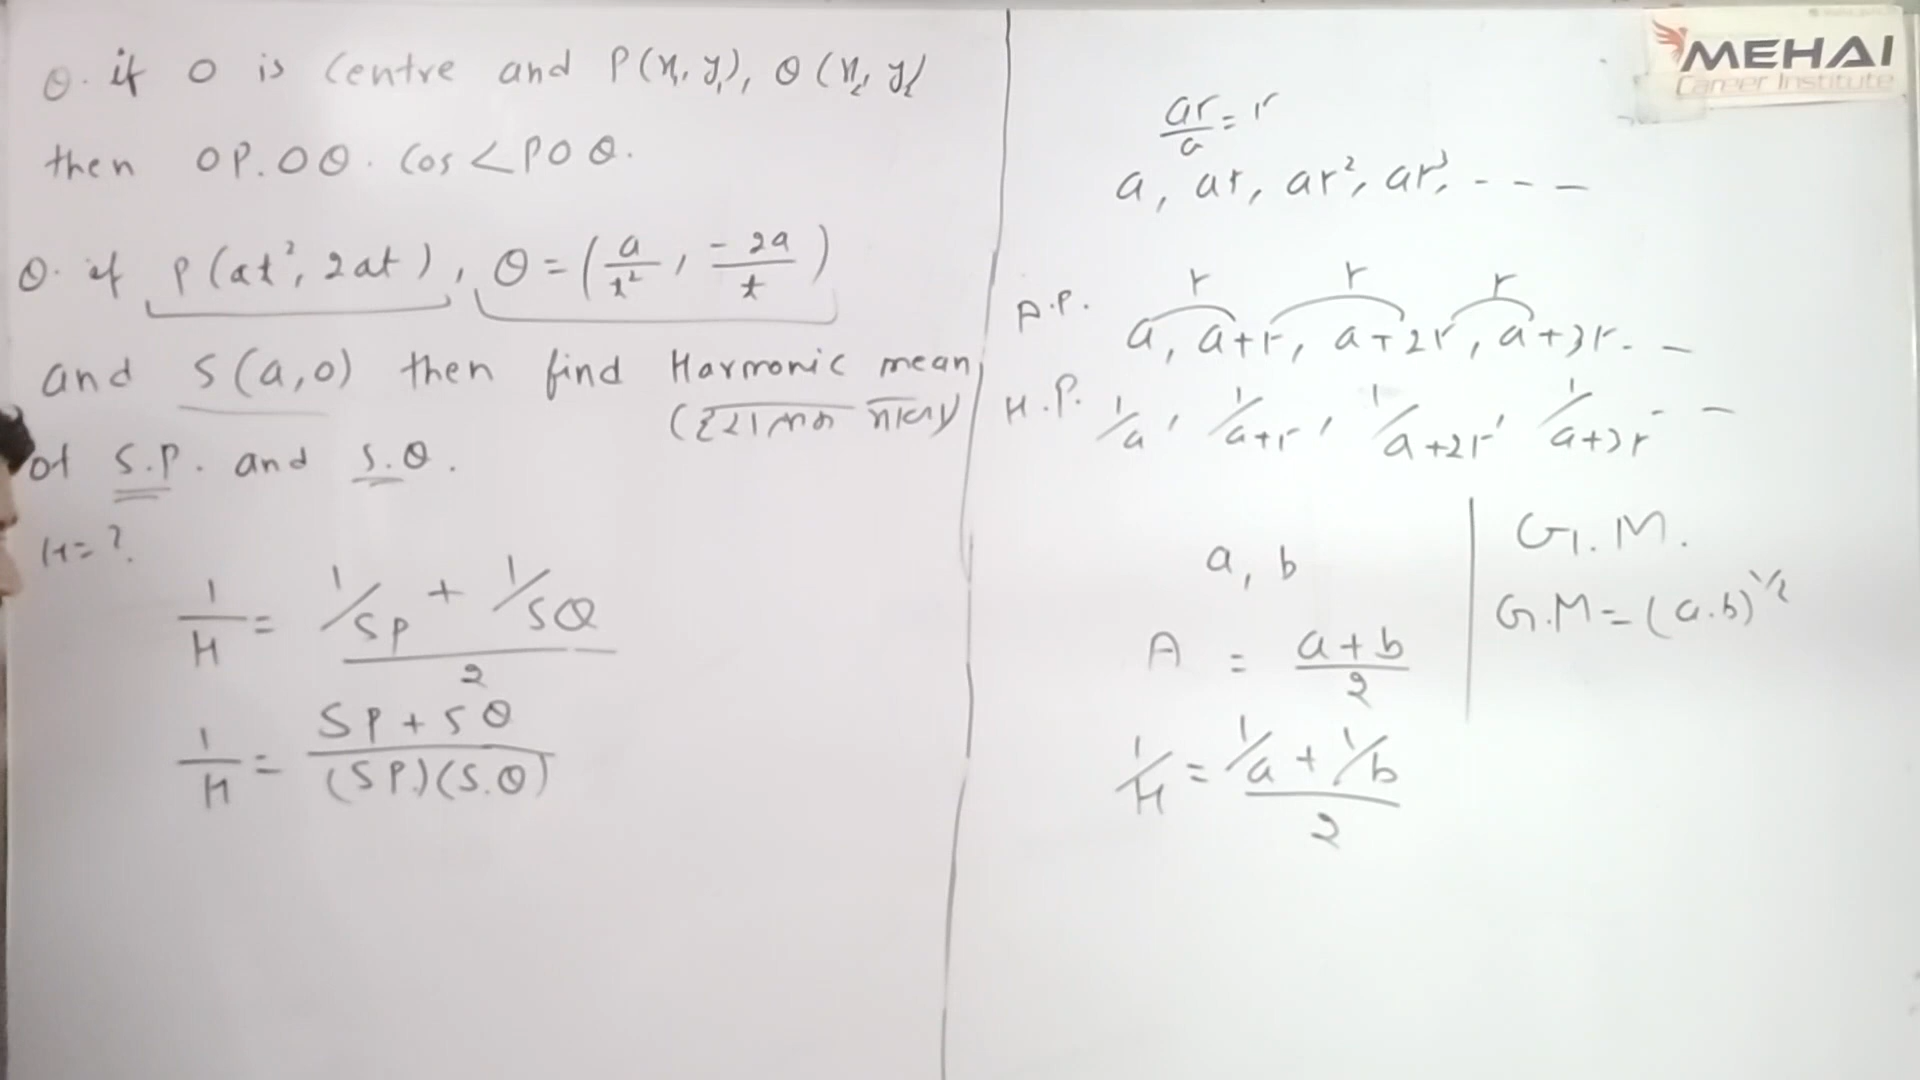 Q. if O is Centre and P(x₁, y₁), Q(x₂, y₂)
then OP.OQ. Cos<POQ.
Q. if P(at², 2at), Q=(a/t², -2a/t)
and S(a,0) then find Harmonic mean
of S.P. and S.Q.
H=?
1/H = (1/SP + 1/SQ)/2
1/H = (SP+SQ)/((SP.)(S.Q))
MEHAI
Career Institute
ar/a = r
a, ar, ar², ar³, - - -
r r r
A.P. a, a+r, a+2r, a+3r - -
H.P. 1/a, 1/a+r, 1/a+2r, 1/a+3r - -
a, b
A = (a+b)/2
1/H = (1/a + 1/b)/2
G.M.
G.M = (a.b)^1/2